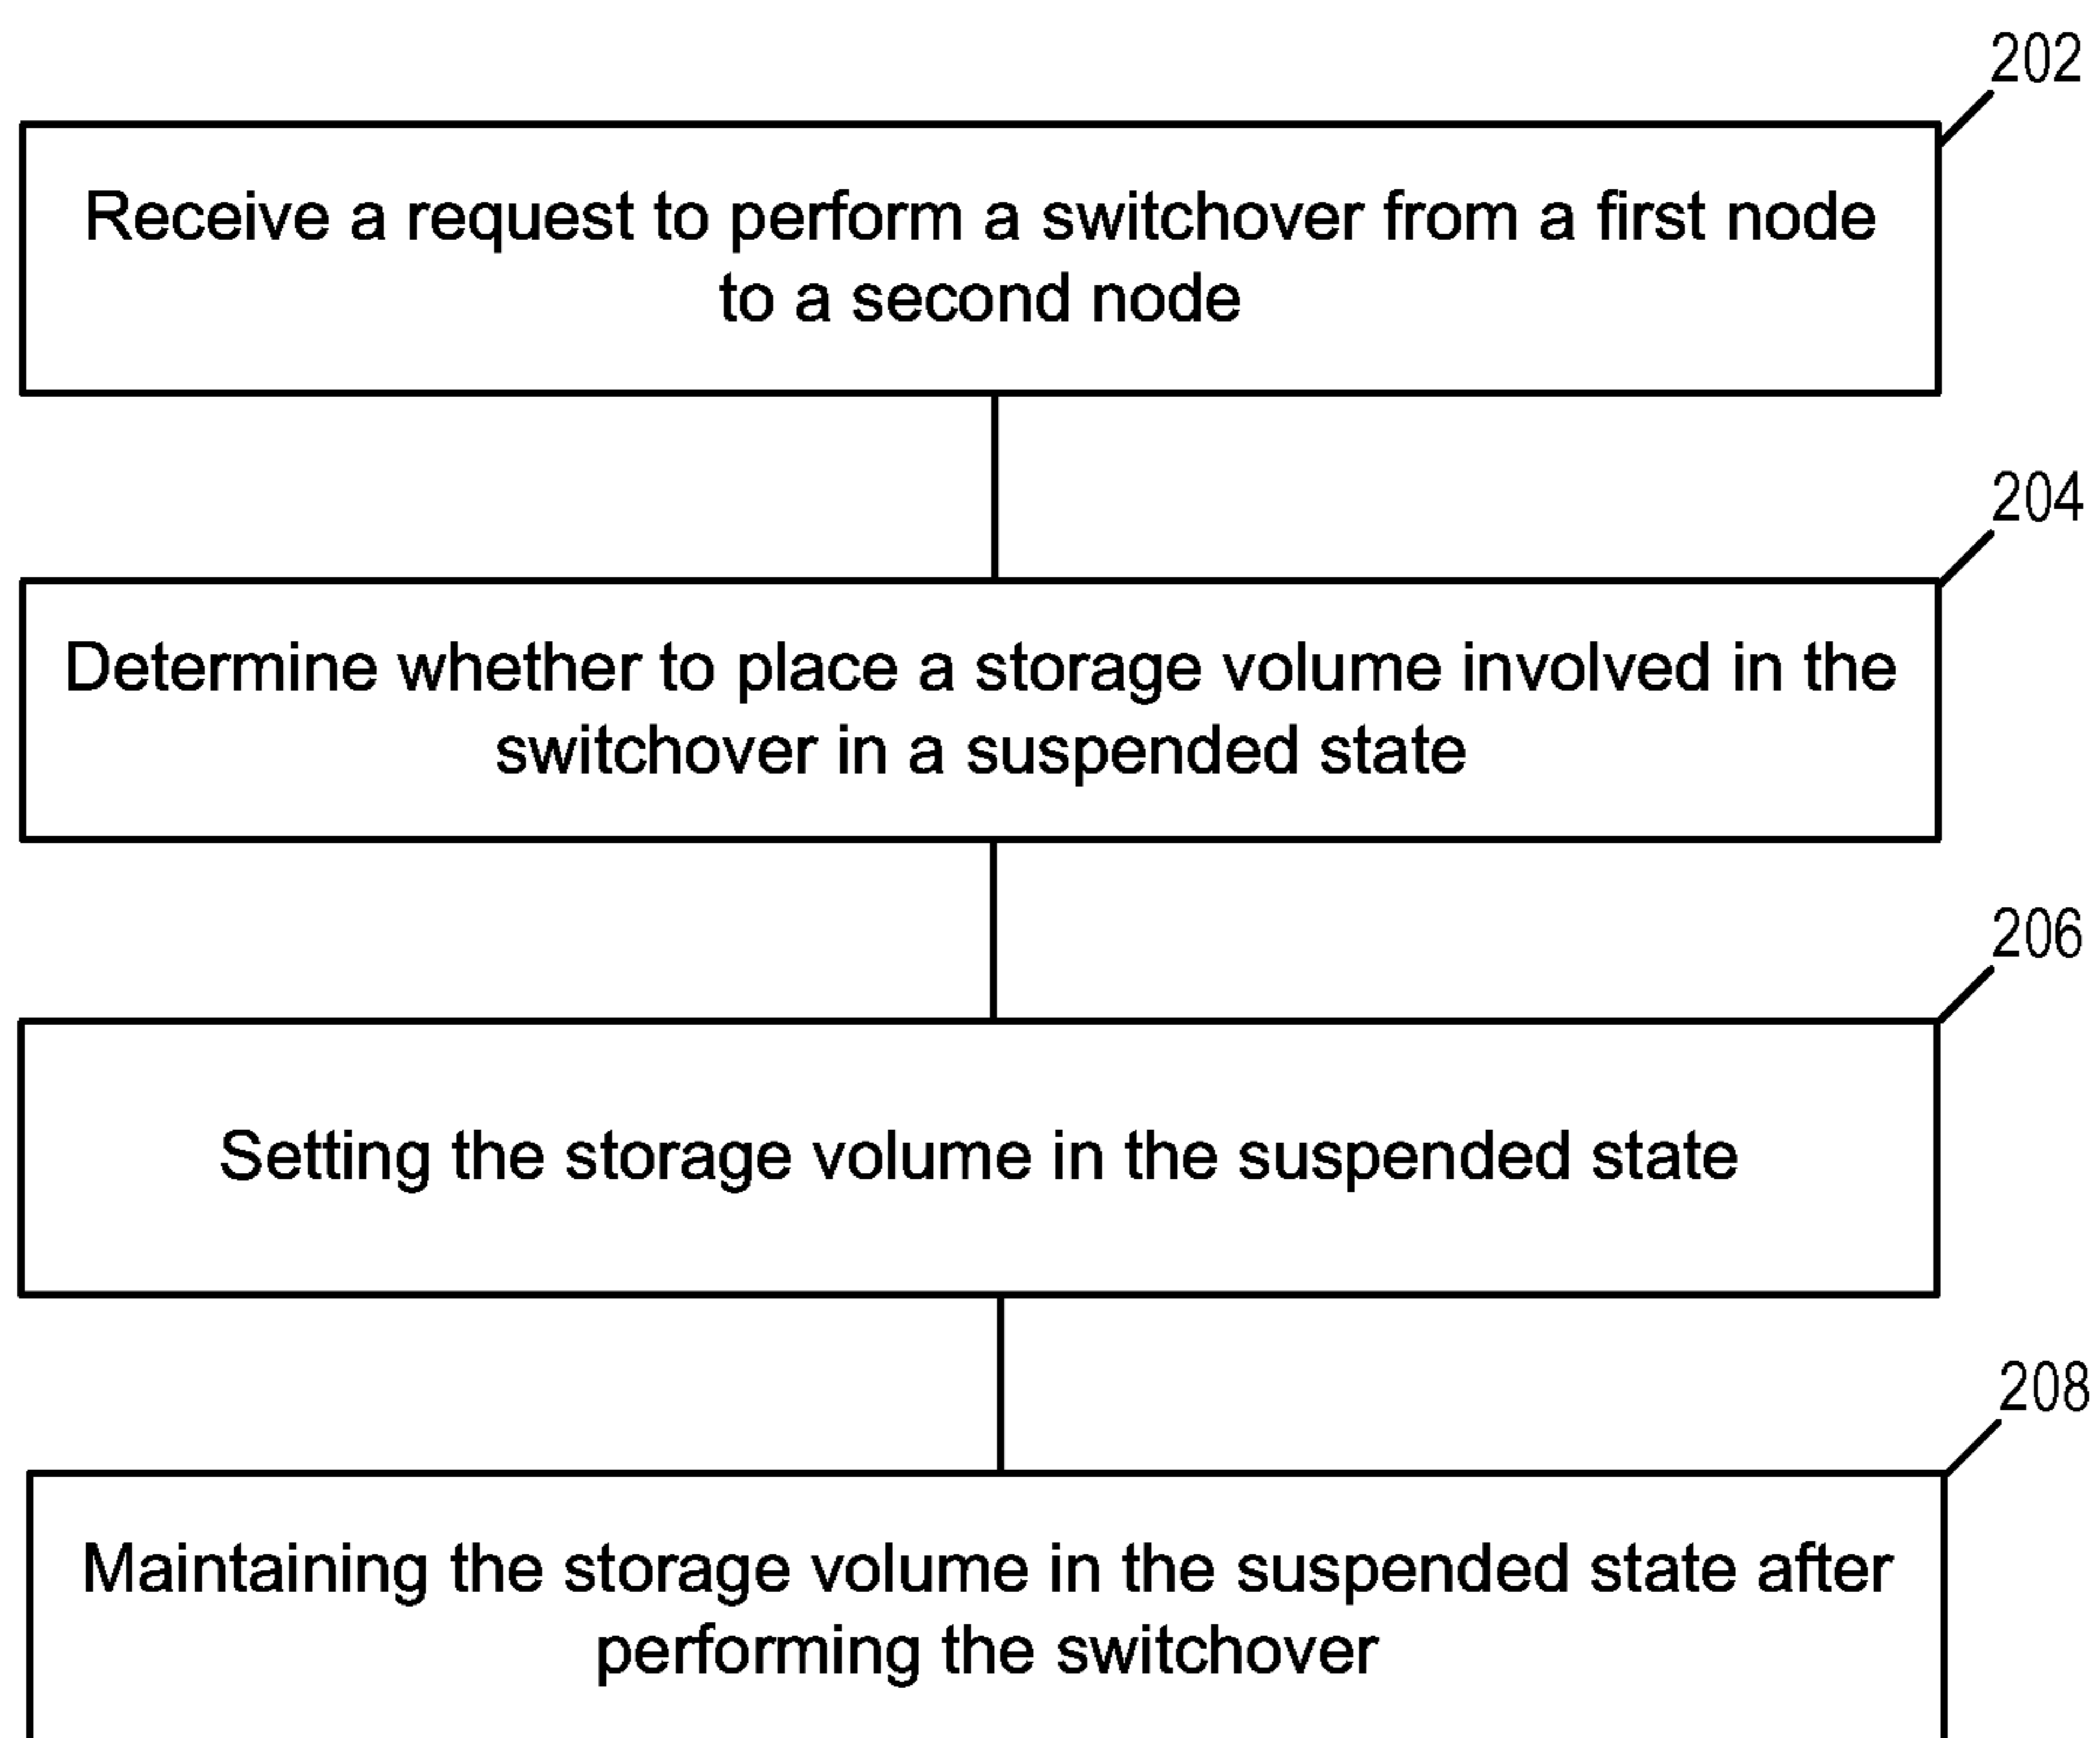 202
Receive a request to perform a switchover from a first node
to a second node
204
Determine whether to place a storage volume involved in the
switchover in a suspended state
206
Setting the storage volume in the suspended state
208
Maintaining the storage volume in the suspended state after
performing the switchover